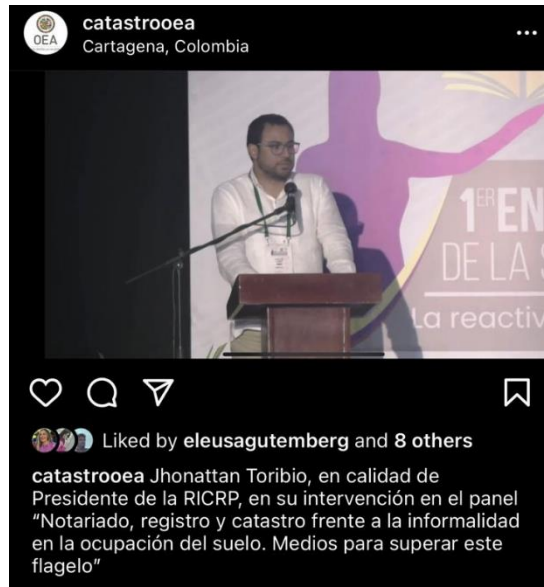 catastrooea
OEA
Cartagena, Colombia
1ER EN
DE LA S
La reactiv
Liked by eleusagutemberg and 8 others
catastrooea Jhonattan Toribio, en calidad de
Presidente de la RICRP, en su intervención en el panel
“Notariado, registro y catastro frente a la informalidad
en la ocupación del suelo. Medios para superar este
flagelo”